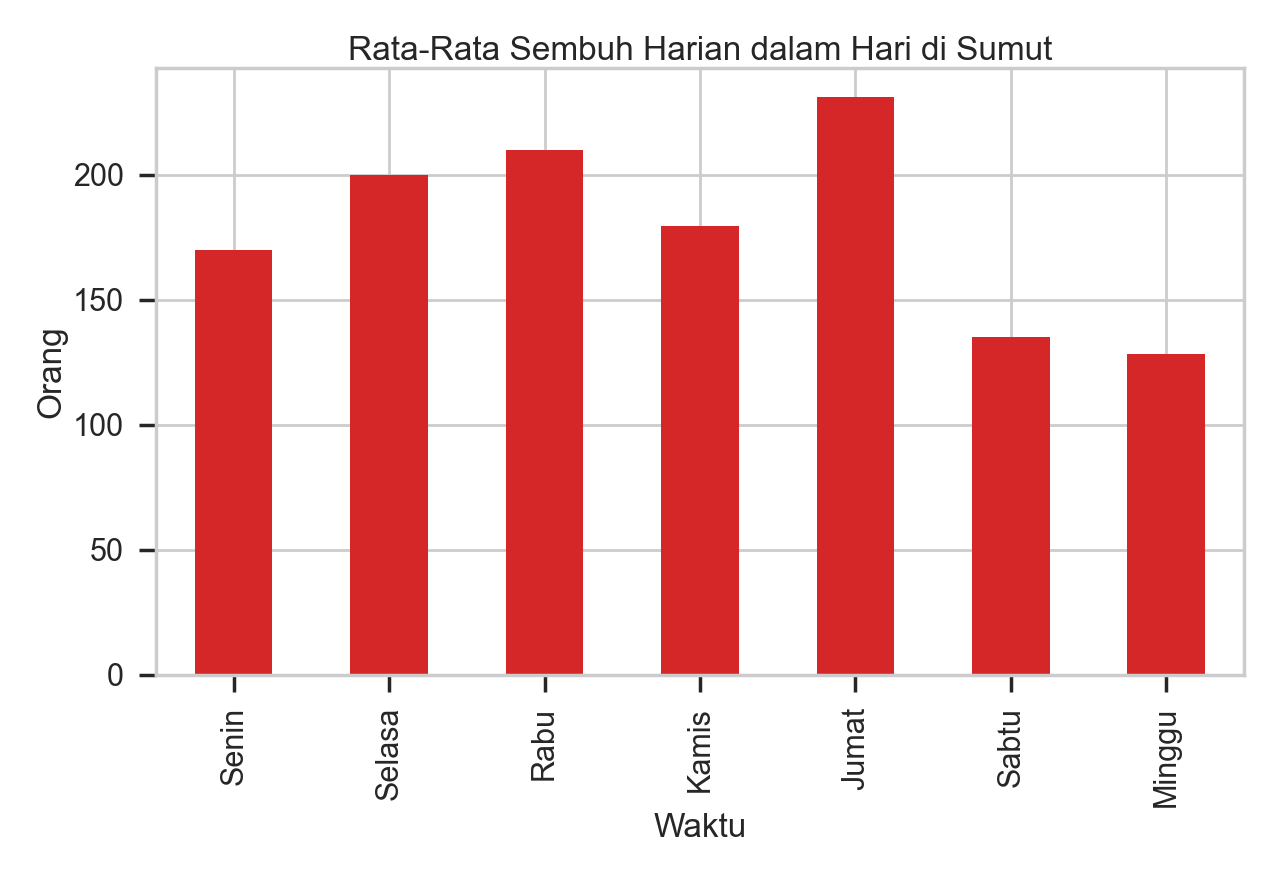 Rata-Rata Sembuh Harian dalam Hari di Sumut
Orang
200
150
100
50
0
Senin
Selasa
Rabu
Kamis
Jumat
Sabtu
Minggu
Waktu